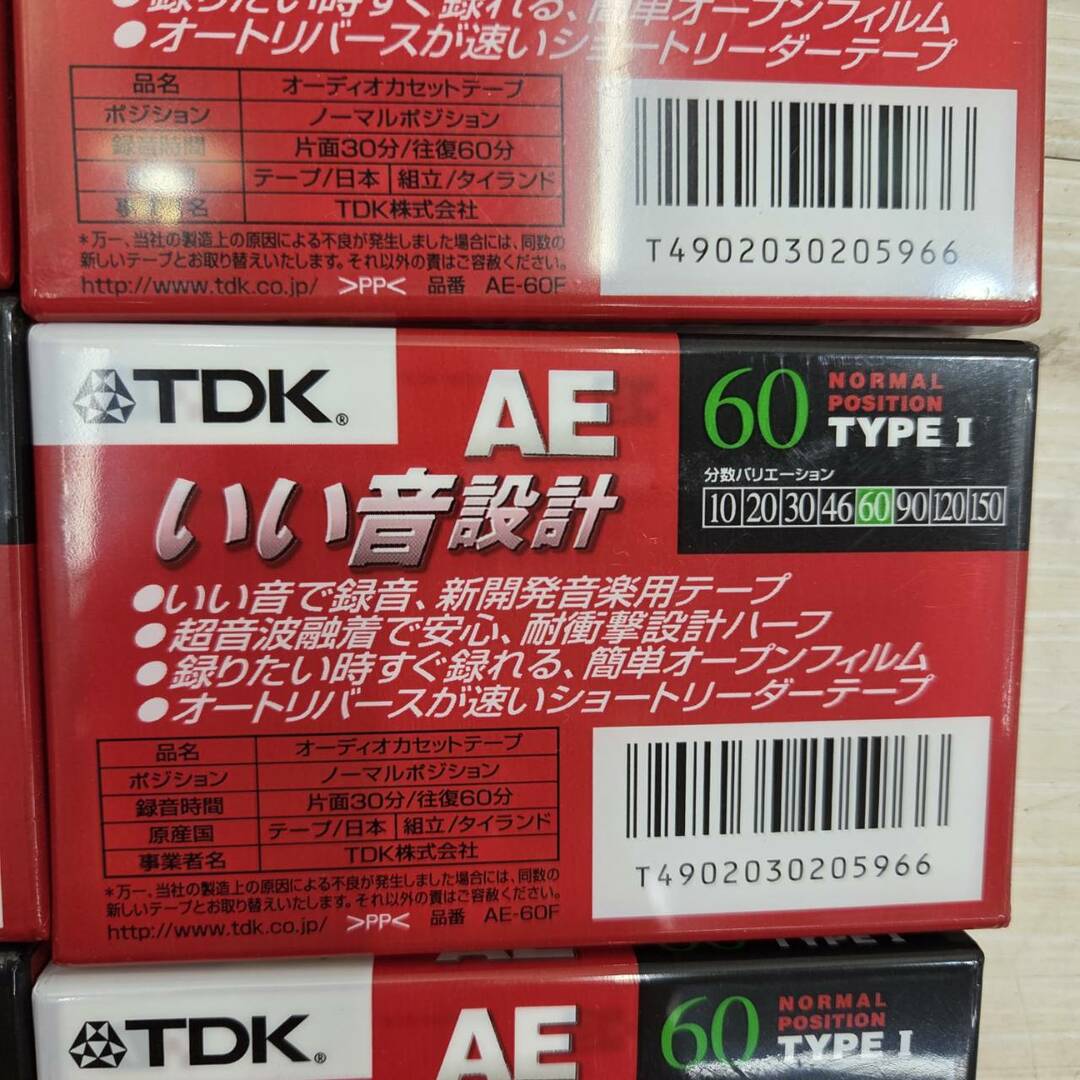 録りたい時すぐ録れる、簡単オープンフィルム
●オートリバースが速いショートリーダーテープ
品名 オーディオカセットテープ
ポジション ノーマルポジション
録音時間 片面30分/往復60分
テープ/日本 組立/タイランド
事業者名 TDK株式会社
*万一、当社の製造上の原因による不良が発生しました場合には、同数の
新しいテープとお取り替えいたします。それ以外の責はご容赦ください。
http://www.tdk.co.jp/ >PP< 品番 AE-60F
T4902030205966
TDK®
AE
60 NORMAL POSITION TYPE I
分数バリエーション
10 20 30 46 60 90 120 150
いい音設計
●いい音で録音、新開発音楽用テープ
●超音波融着で安心、耐衝撃設計ハーフ
●録りたい時すぐ録れる、簡単オープンフィルム
●オートリバースが速いショートリーダーテープ
品名 オーディオカセットテープ
ポジション ノーマルポジション
録音時間 片面30分/往復60分
原産国 テープ/日本 組立/タイランド
事業者名 TDK株式会社
*万一、当社の製造上の原因による不良が発生しました場合には、同数の
新しいテープとお取り替えいたします。それ以外の責はご容赦ください。
http://www.tdk.co.jp/ >PP< 品番 AE-60F
T4902030205966
AE
60 TYPE I
TDK®
AE
60 NORMAL POSITION TYPE I